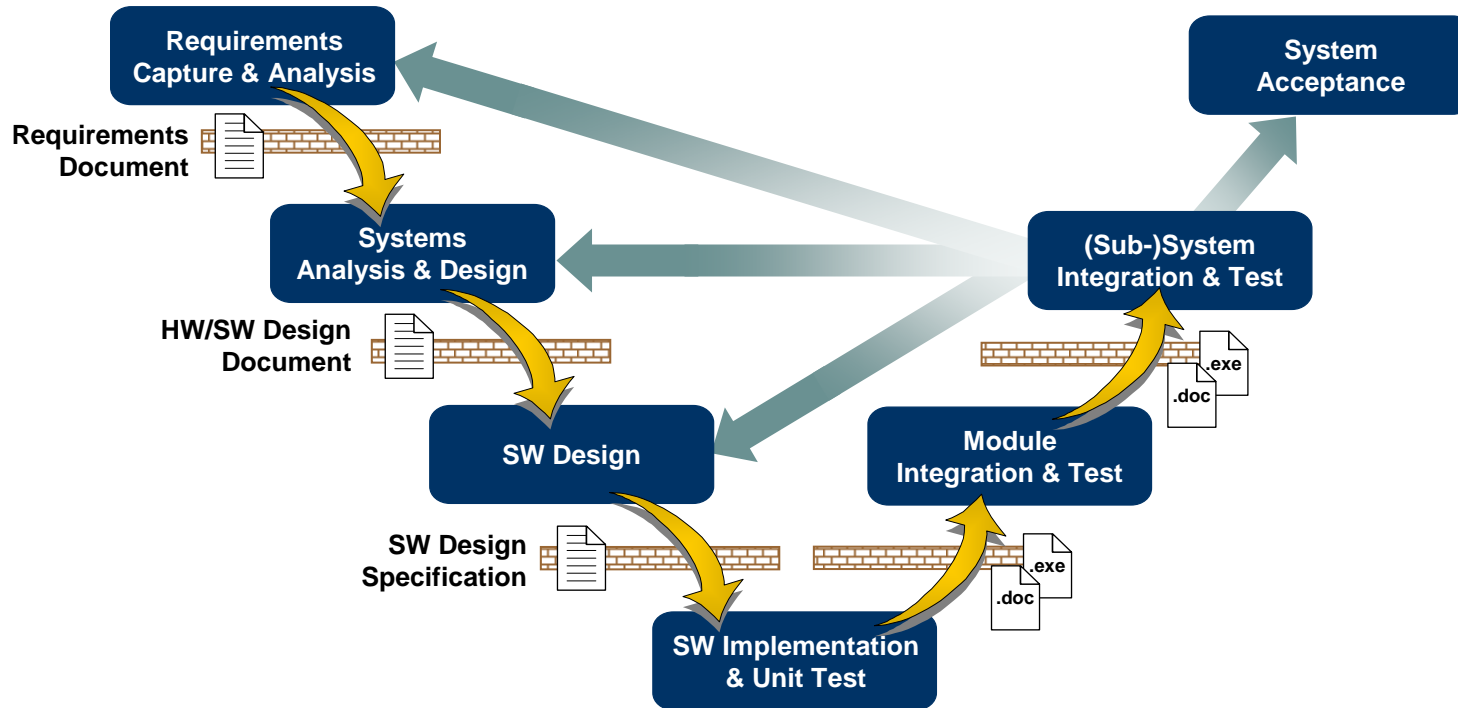 Requirements
Capture & Analysis
System
Acceptance
Requirements
Document
Systems
Analysis & Design
(Sub-)System
Integration & Test
HW/SW Design
Document
.exe
.doc
SW Design
Module
Integration & Test
SW Design
Specification
.exe
.doc
SW Implementation
& Unit Test